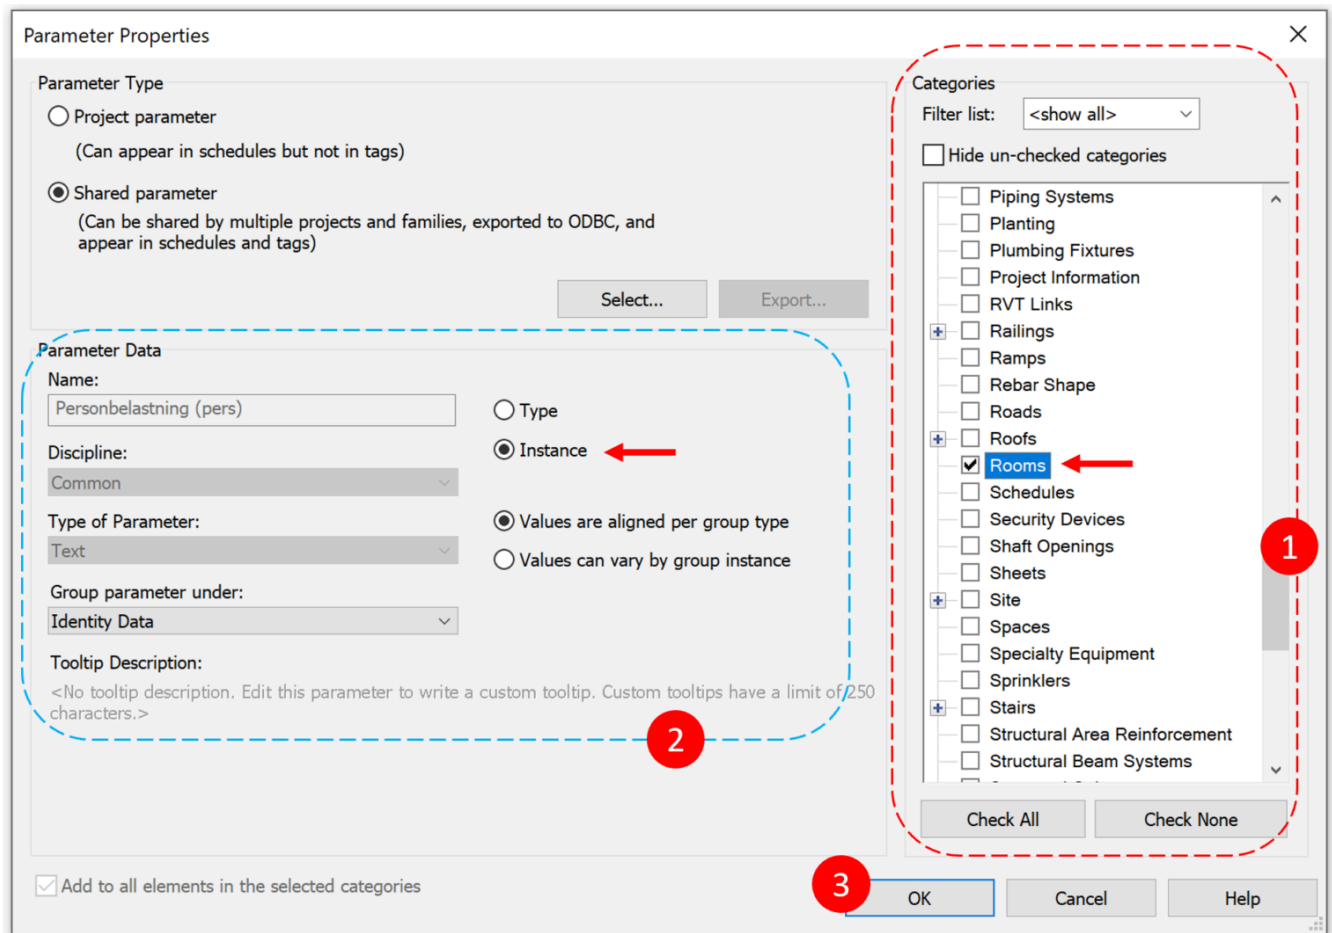 Parameter Properties
Parameter Type
Project parameter
(Can appear in schedules but not in tags)
Shared parameter
(Can be shared by multiple projects and families, exported to ODBC, and
appear in schedules and tags)
Select...
Export...
Parameter Data
Name:
Personbelastning (pers)
Type
Discipline:
Instance
Common
Type of Parameter:
Values are aligned per group type
Text
Values can vary by group instance
Group parameter under:
Identity Data
Tooltip Description:
<No tooltip description. Edit this parameter to write a custom tooltip. Custom tooltips have a limit of 250
characters.>
2
Add to all elements in the selected categories
Categories
Filter list:
<show all>
Hide un-checked categories
Piping Systems
Planting
Plumbing Fixtures
Project Information
RVT Links
Railings
Ramps
Rebar Shape
Roads
Roofs
Rooms
Schedules
Security Devices
Shaft Openings
1
Sheets
Site
Spaces
Specialty Equipment
Sprinklers
Stairs
Structural Area Reinforcement
Structural Beam Systems
Check All
Check None
3
OK
Cancel
Help